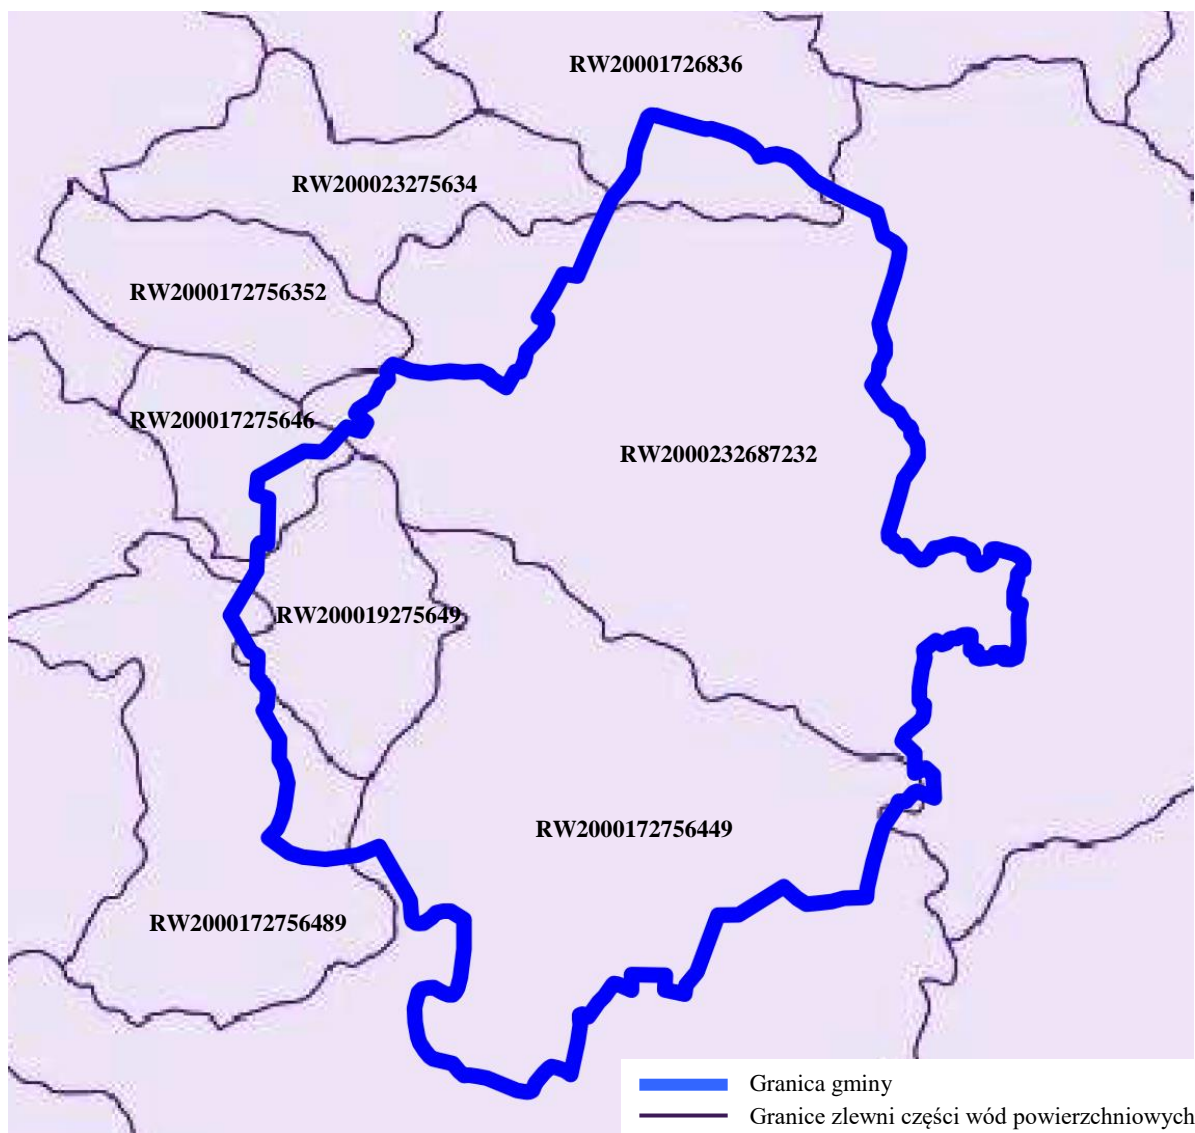 RW20001726836
RW200023275634
RW2000172756352
RW200017275646
RW2000232687232
RW200019275649
RW2000172756449
RW2000172756489
Granica gminy
Granice zlewni części wód powierzchniowych